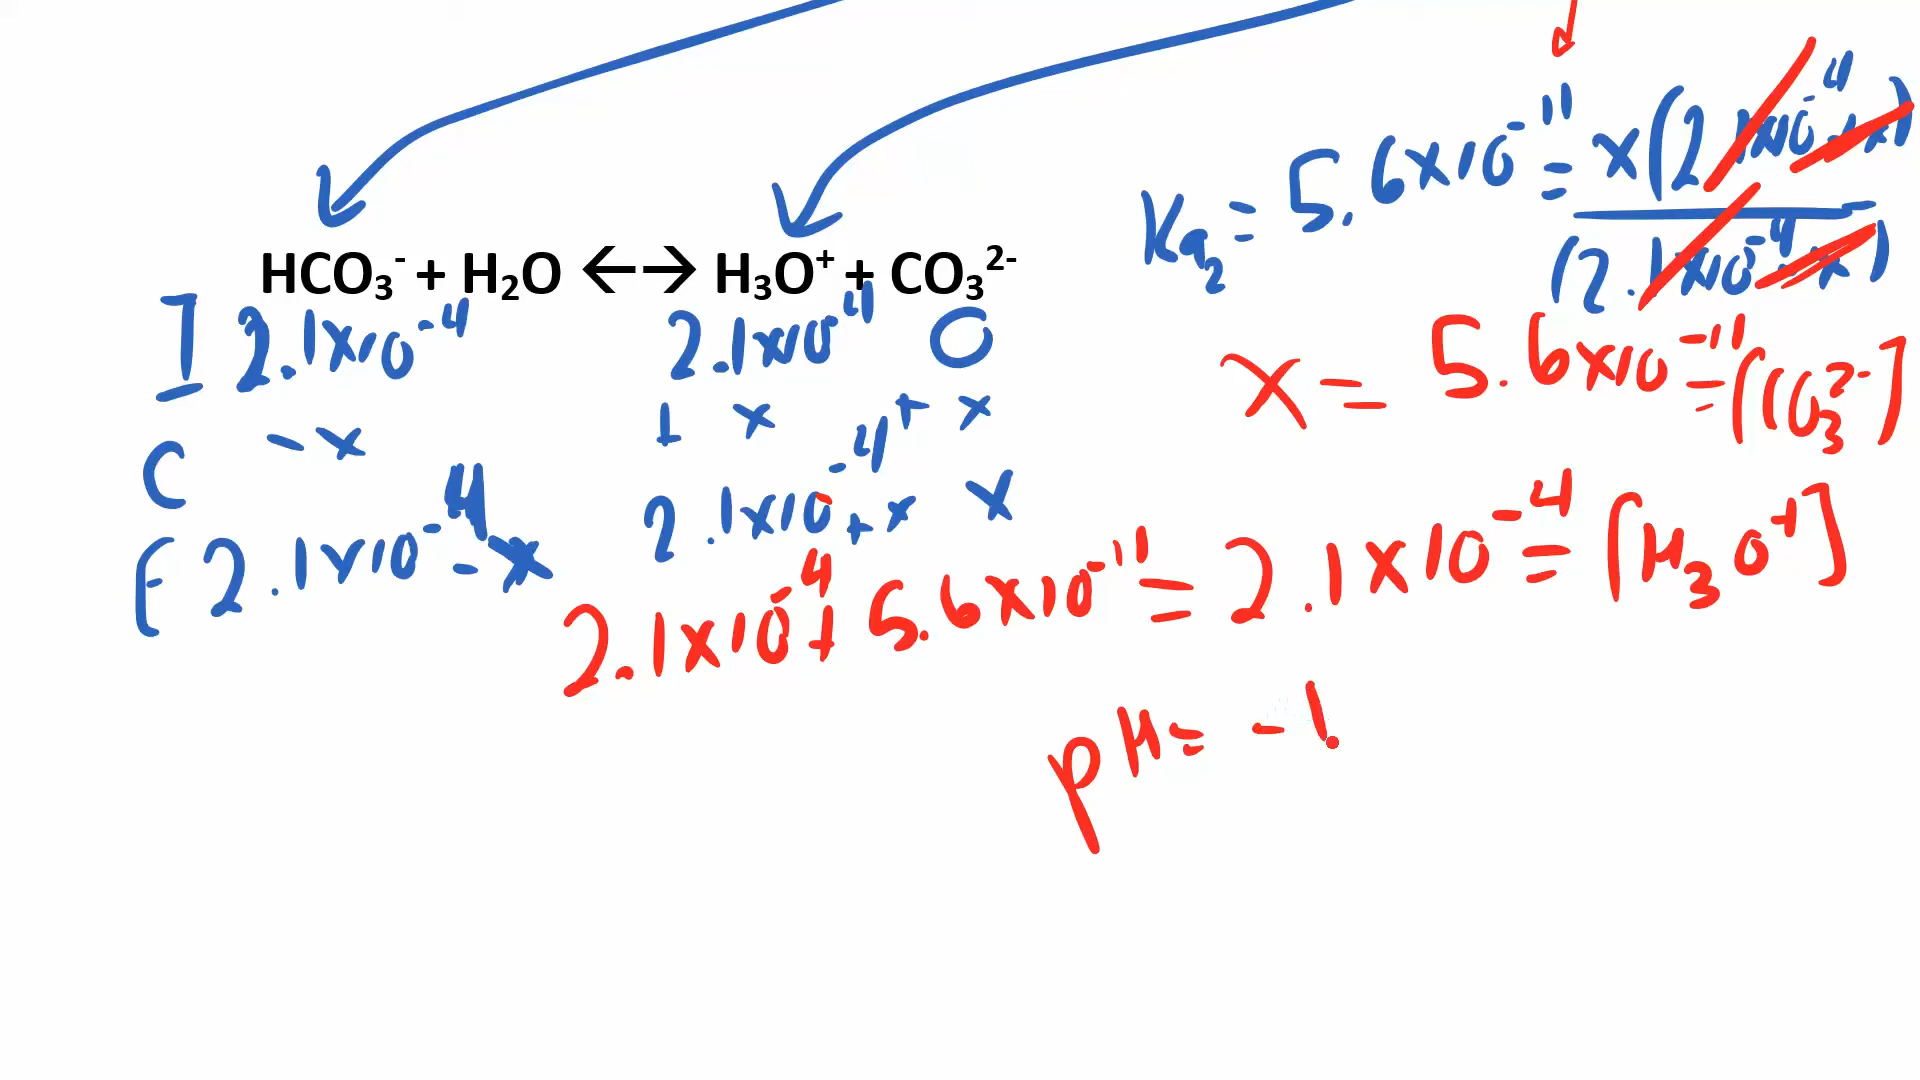 Ka₂ = 5.6x10⁻¹¹ = x(2.1x10⁻⁴+x)
(2.1x10⁻⁴-x)
HCO₃⁻ + H₂O ←→ H₃O⁺ + CO₃²⁻
I 2.1x10⁻⁴ 2.1x10⁻⁴ 0
x = 5.6x10⁻¹¹ = [CO₃²⁻]
C -x +x +x
E 2.1x10⁻⁴-x 2.1x10⁻⁴+x x
2.1x10⁻⁴+5.6x10⁻¹¹ = 2.1x10⁻⁴ = [H₃O⁺]
pH = -l